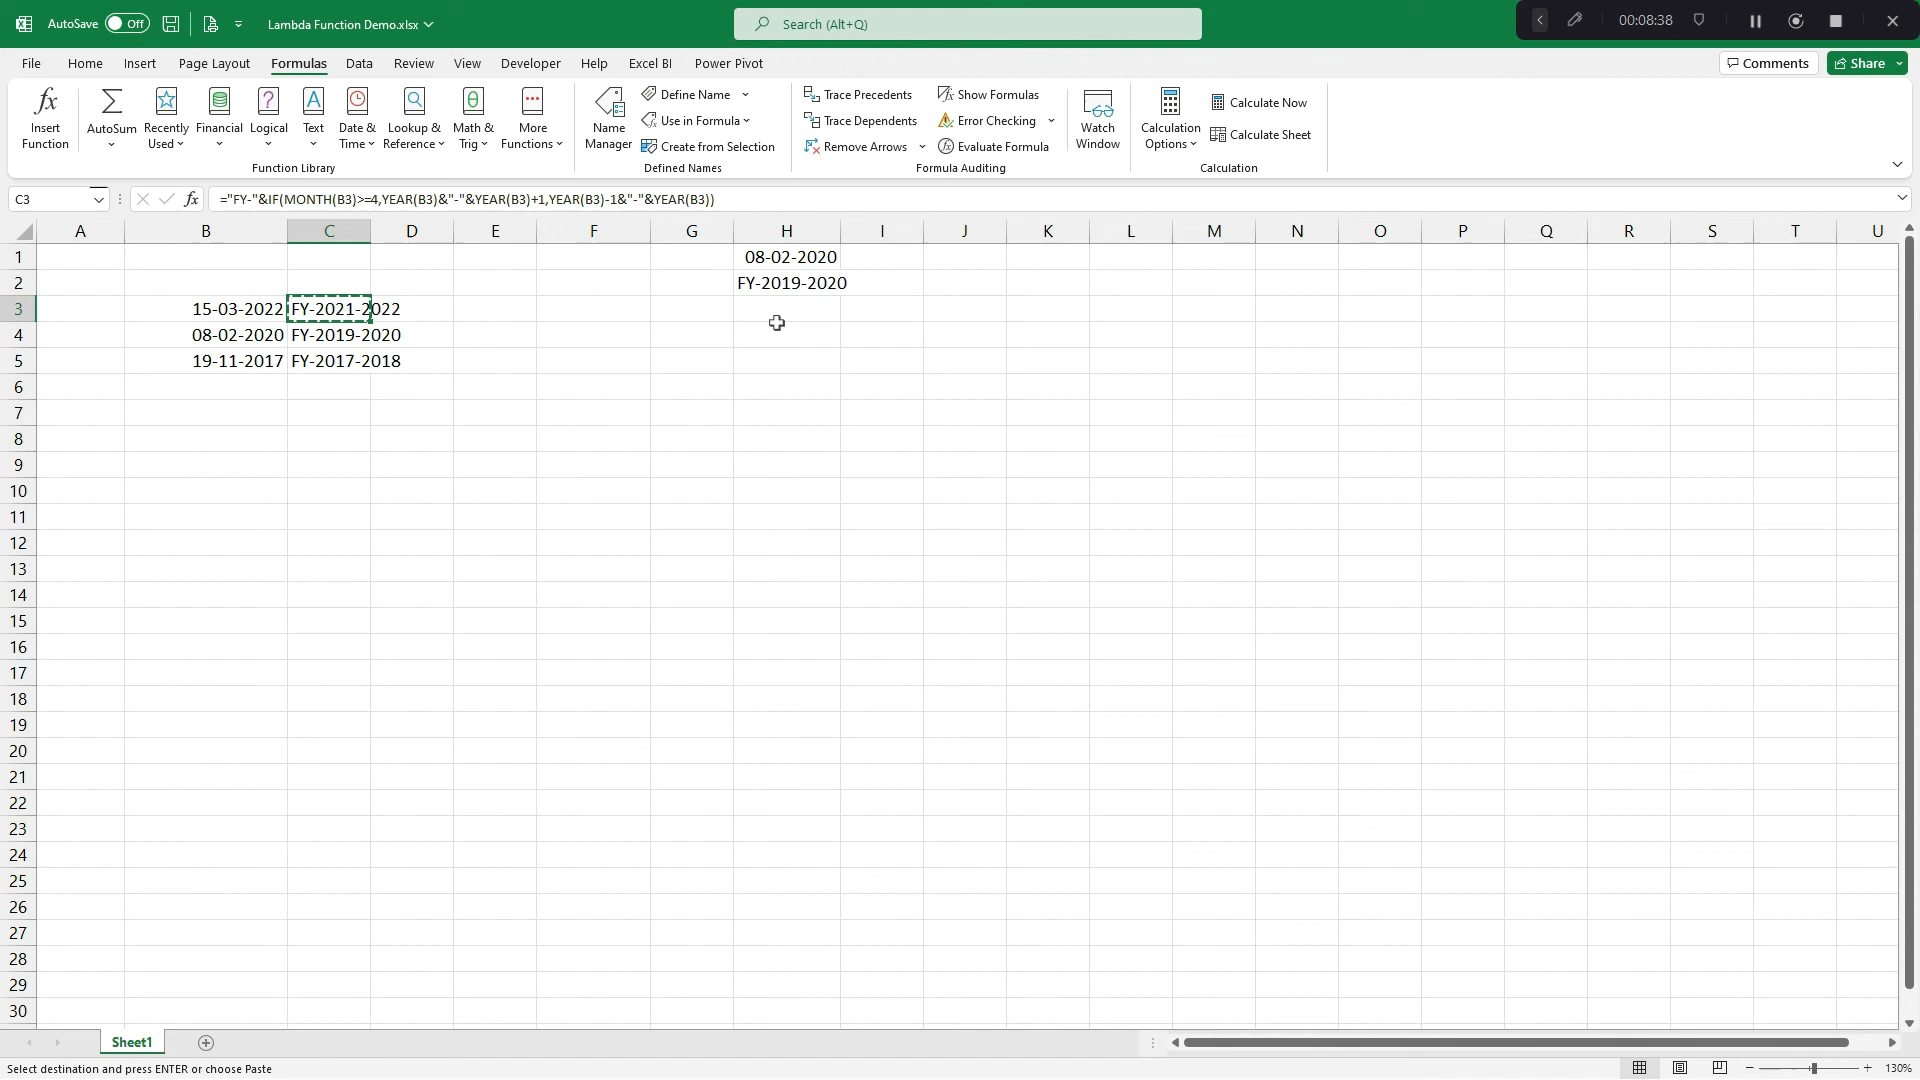 AutoSave Off Lambda Function Demo.xlsx Search (Alt+Q) 00:08:38
File Home Insert Page Layout Formulas Data Review View Developer Help Excel BI Power Pivot Comments Share
Insert Function
AutoSum
Recently Used
Financial
Logical
Text
Date & Time
Lookup & Reference
Math & Trig
More Functions
Function Library
Name Manager
Define Name
Use in Formula
Create from Selection
Defined Names
Trace Precedents
Trace Dependents
Remove Arrows
Show Formulas
Error Checking
Evaluate Formula
Formula Auditing
Watch Window
Calculation Options
Calculate Now
Calculate Sheet
Calculation
C3 fx ="FY-"&IF(MONTH(B3)>=4,YEAR(B3)&"-"&YEAR(B3)+1,YEAR(B3)-1&"-"&YEAR(B3))
A B C D E F G H I J K L M N O P Q R S T U
1 08-02-2020
2 FY-2019-2020
3 15-03-2022 FY-2021-2022
4 08-02-2020 FY-2019-2020
5 19-11-2017 FY-2017-2018
6
7
8
9
10
11
12
13
14
15
16
17
18
19
20
21
22
23
24
25
26
27
28
29
30
Sheet1
Select destination and press ENTER or choose Paste 130%